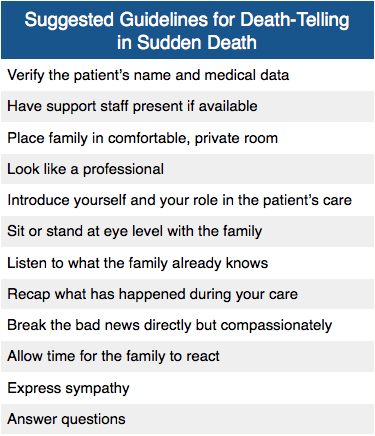 Suggested Guidelines for Death-Telling
in Sudden Death
Verify the patient's name and medical data
Have support staff present if available
Place family in comfortable, private room
Look like a professional
Introduce yourself and your role in the patient's care
Sit or stand at eye level with the family
Listen to what the family already knows
Recap what has happened during your care
Break the bad news directly but compassionately
Allow time for the family to react
Express sympathy
Answer questions